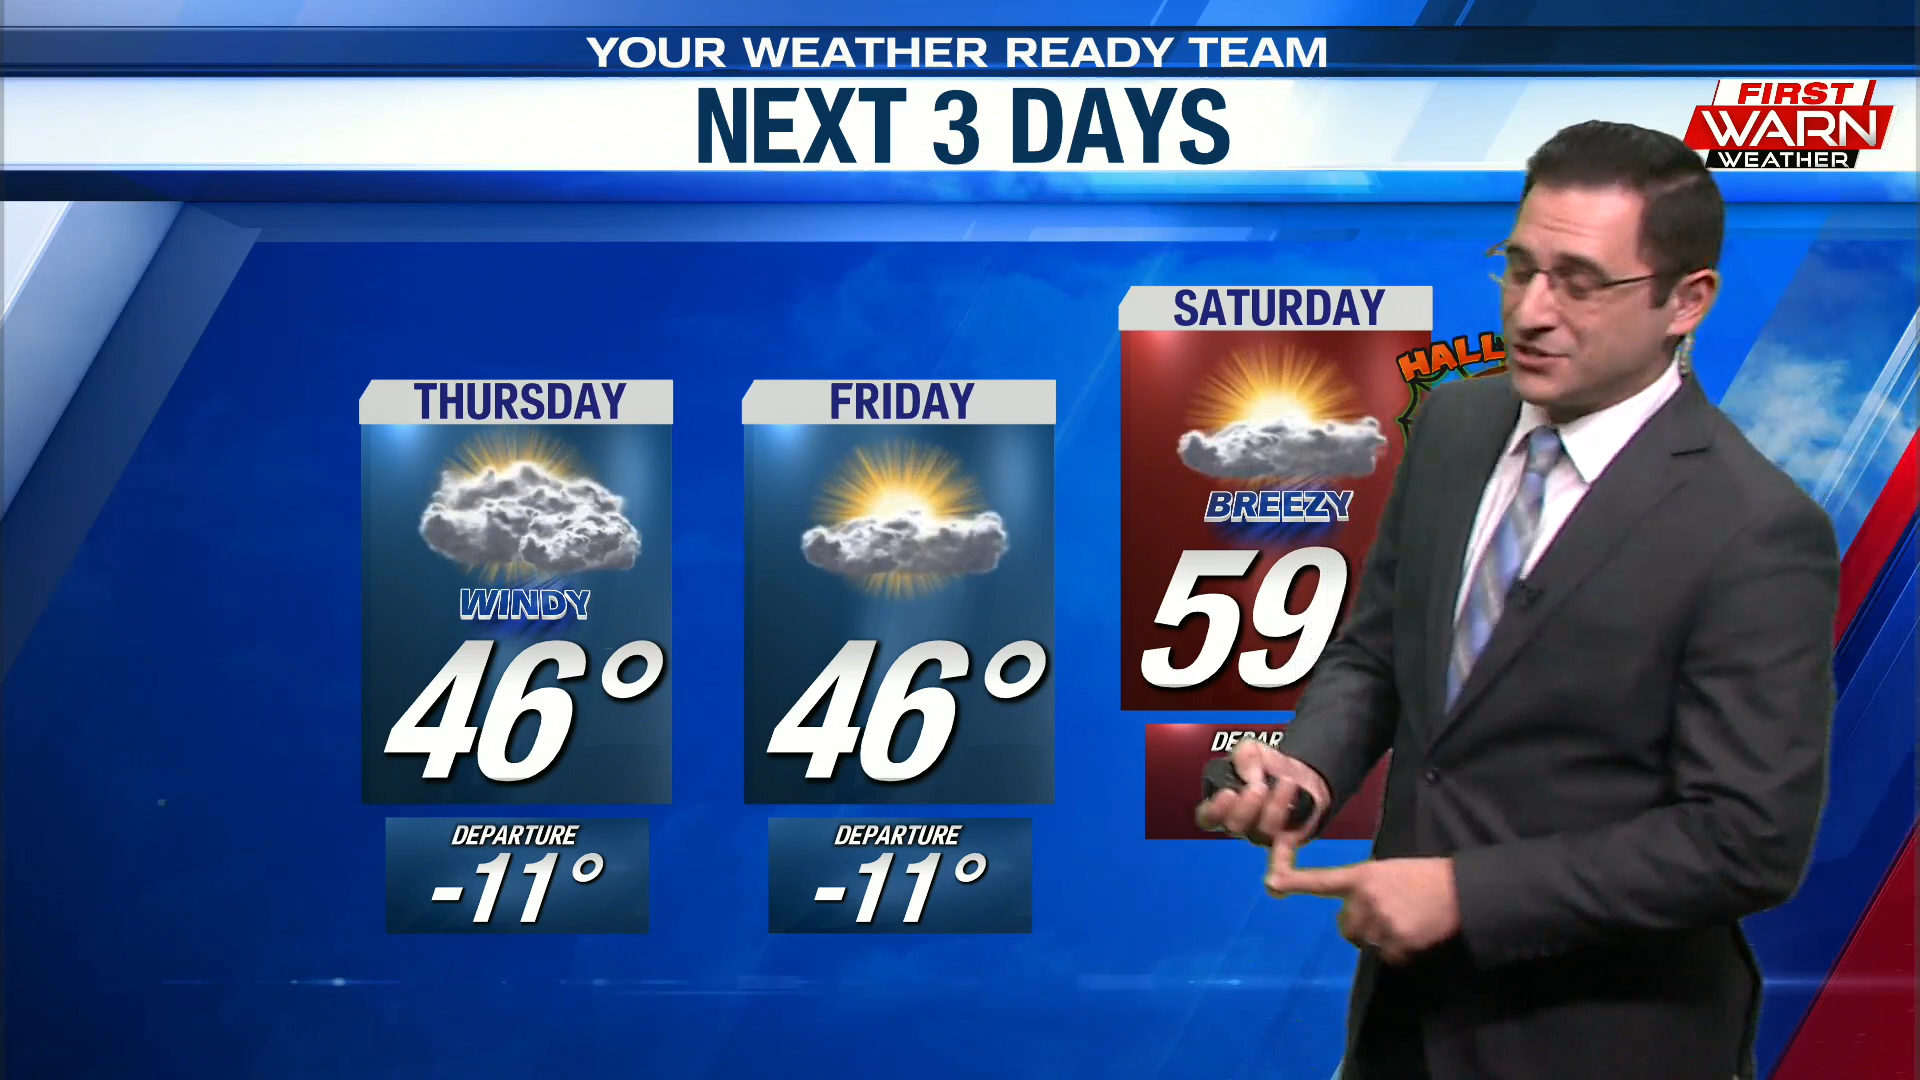 YOUR WEATHER READY TEAM
NEXT 3 DAYS
FIRST
WARN
WEATHER
THURSDAY
WINDY
46°
DEPARTURE
-11°
FRIDAY
46°
DEPARTURE
-11°
SATURDAY
BREEZY
59